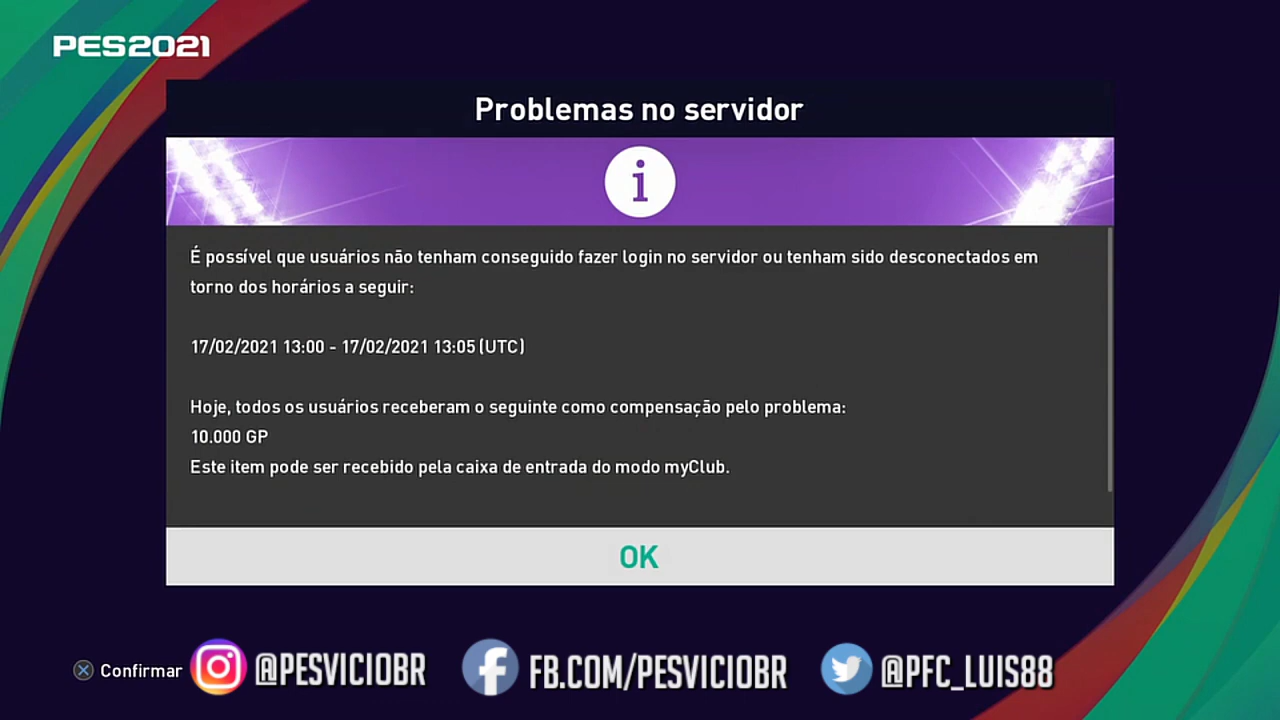 PES2021
Problemas no servidor
É possível que usuários não tenham conseguido fazer login no servidor ou tenham sido desconectados em
torno dos horários a seguir:
17/02/2021 13:00 - 17/02/2021 13:05 (UTC)
Hoje, todos os usuários receberam o seguinte como compensação pelo problema:
10.000 GP
Este item pode ser recebido pela caixa de entrada do modo myClub.
OK
Confirmar @PESVICIOBR FB.COM/PESVICIOBR @PFC_LUIS88